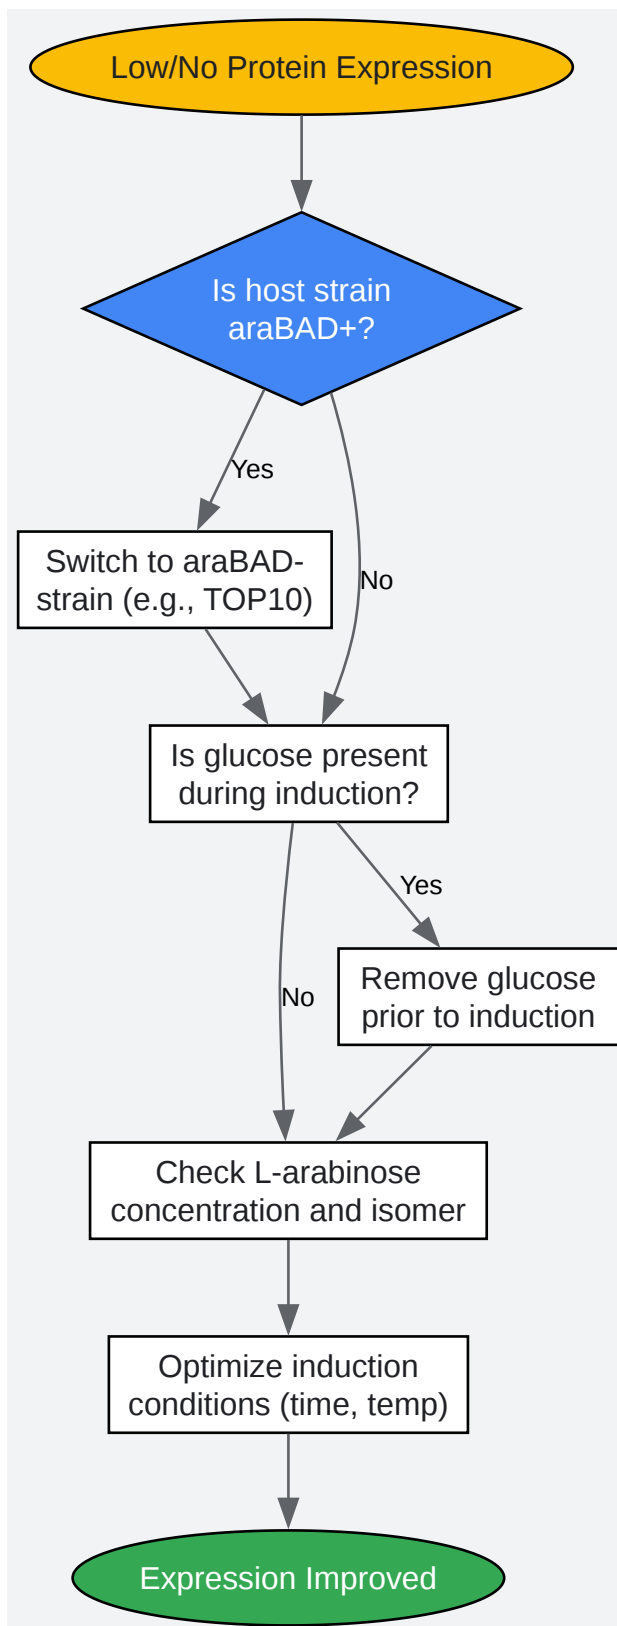 Low/No Protein Expression
Is host strain
araBAD+?
Yes
Switch to araBAD-
strain (e.g., TOP10)
No
Is glucose present
during induction?
Yes
Remove glucose
prior to induction
No
Check L-arabinose
concentration and isomer
Optimize induction
conditions (time, temp)
Expression Improved